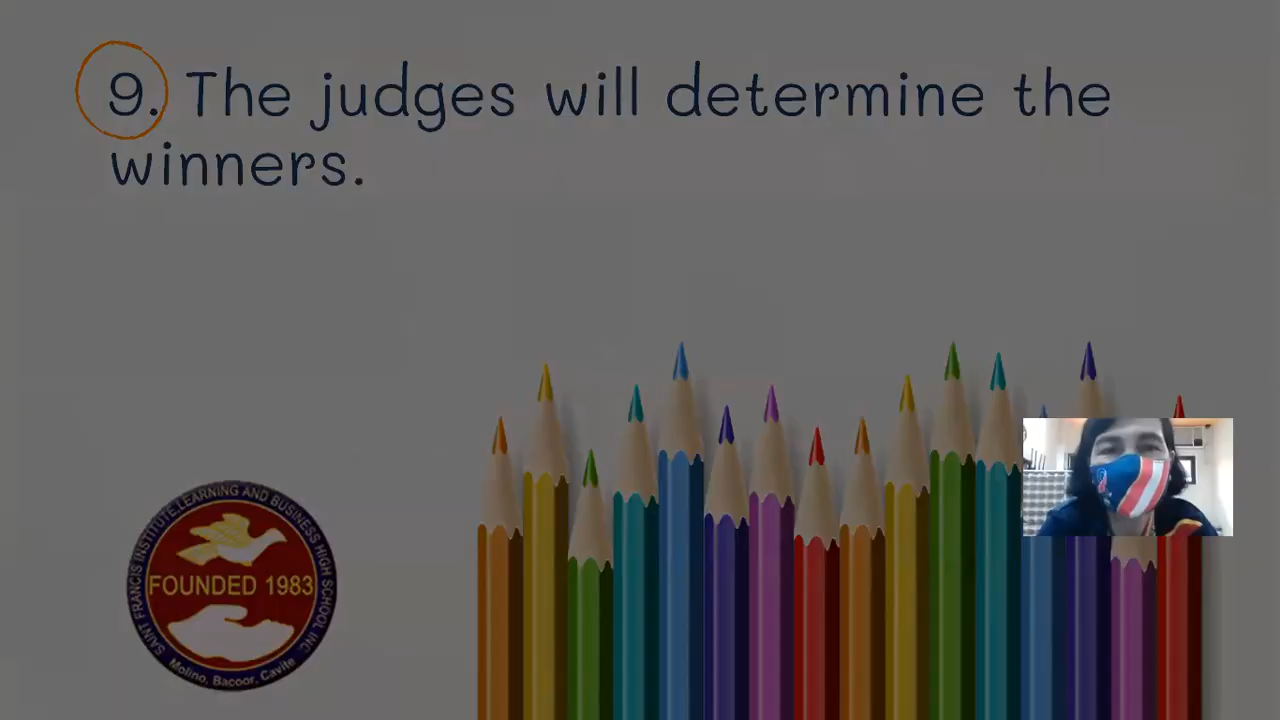 9. The judges will determine the
winners.
SAINT FRANCIS INSTITUTE LEARNING AND BUSINESS HIGH SCHOOL INC.
FOUNDED 1983
Molino, Bacoor, Cavite